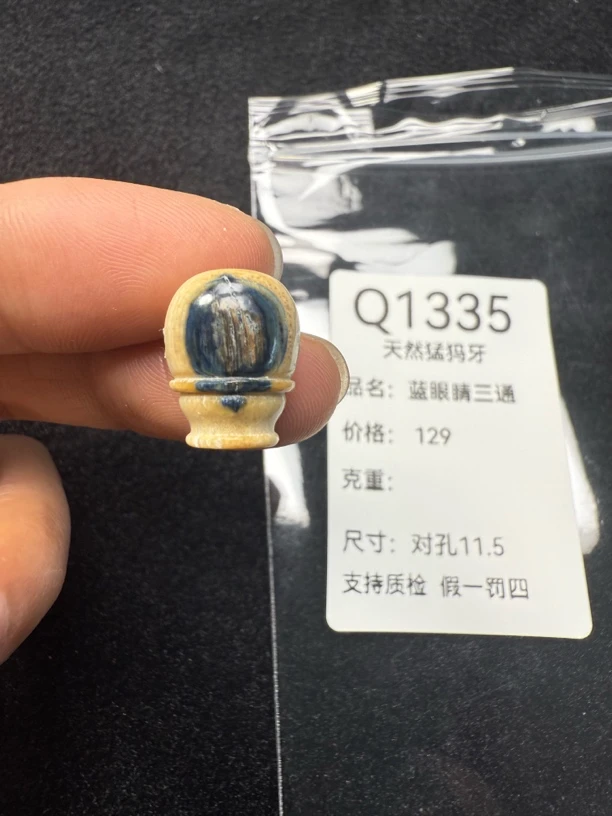 Q1335
天然猛犸牙
品名：蓝眼睛三通
价格： 129
克重：
尺寸：对孔11.5
支持质检 假一罚四